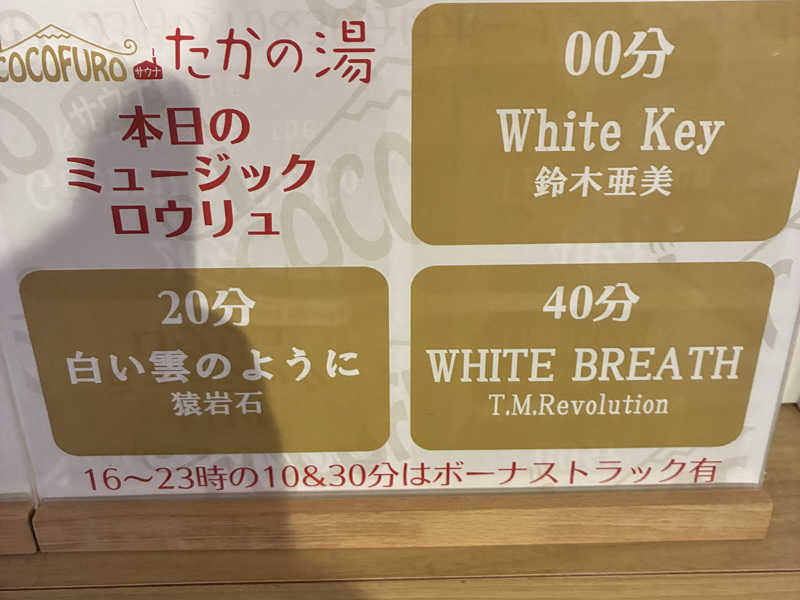 COCOFURO サウナ たかの湯
本日の
ミュージック
ロウリュ
00分
White Key
鈴木亜美
20分
白い雲のように
猿岩石
40分
WHITE BREATH
T.M.Revolution
16～23時の10&30分はボーナストラック有